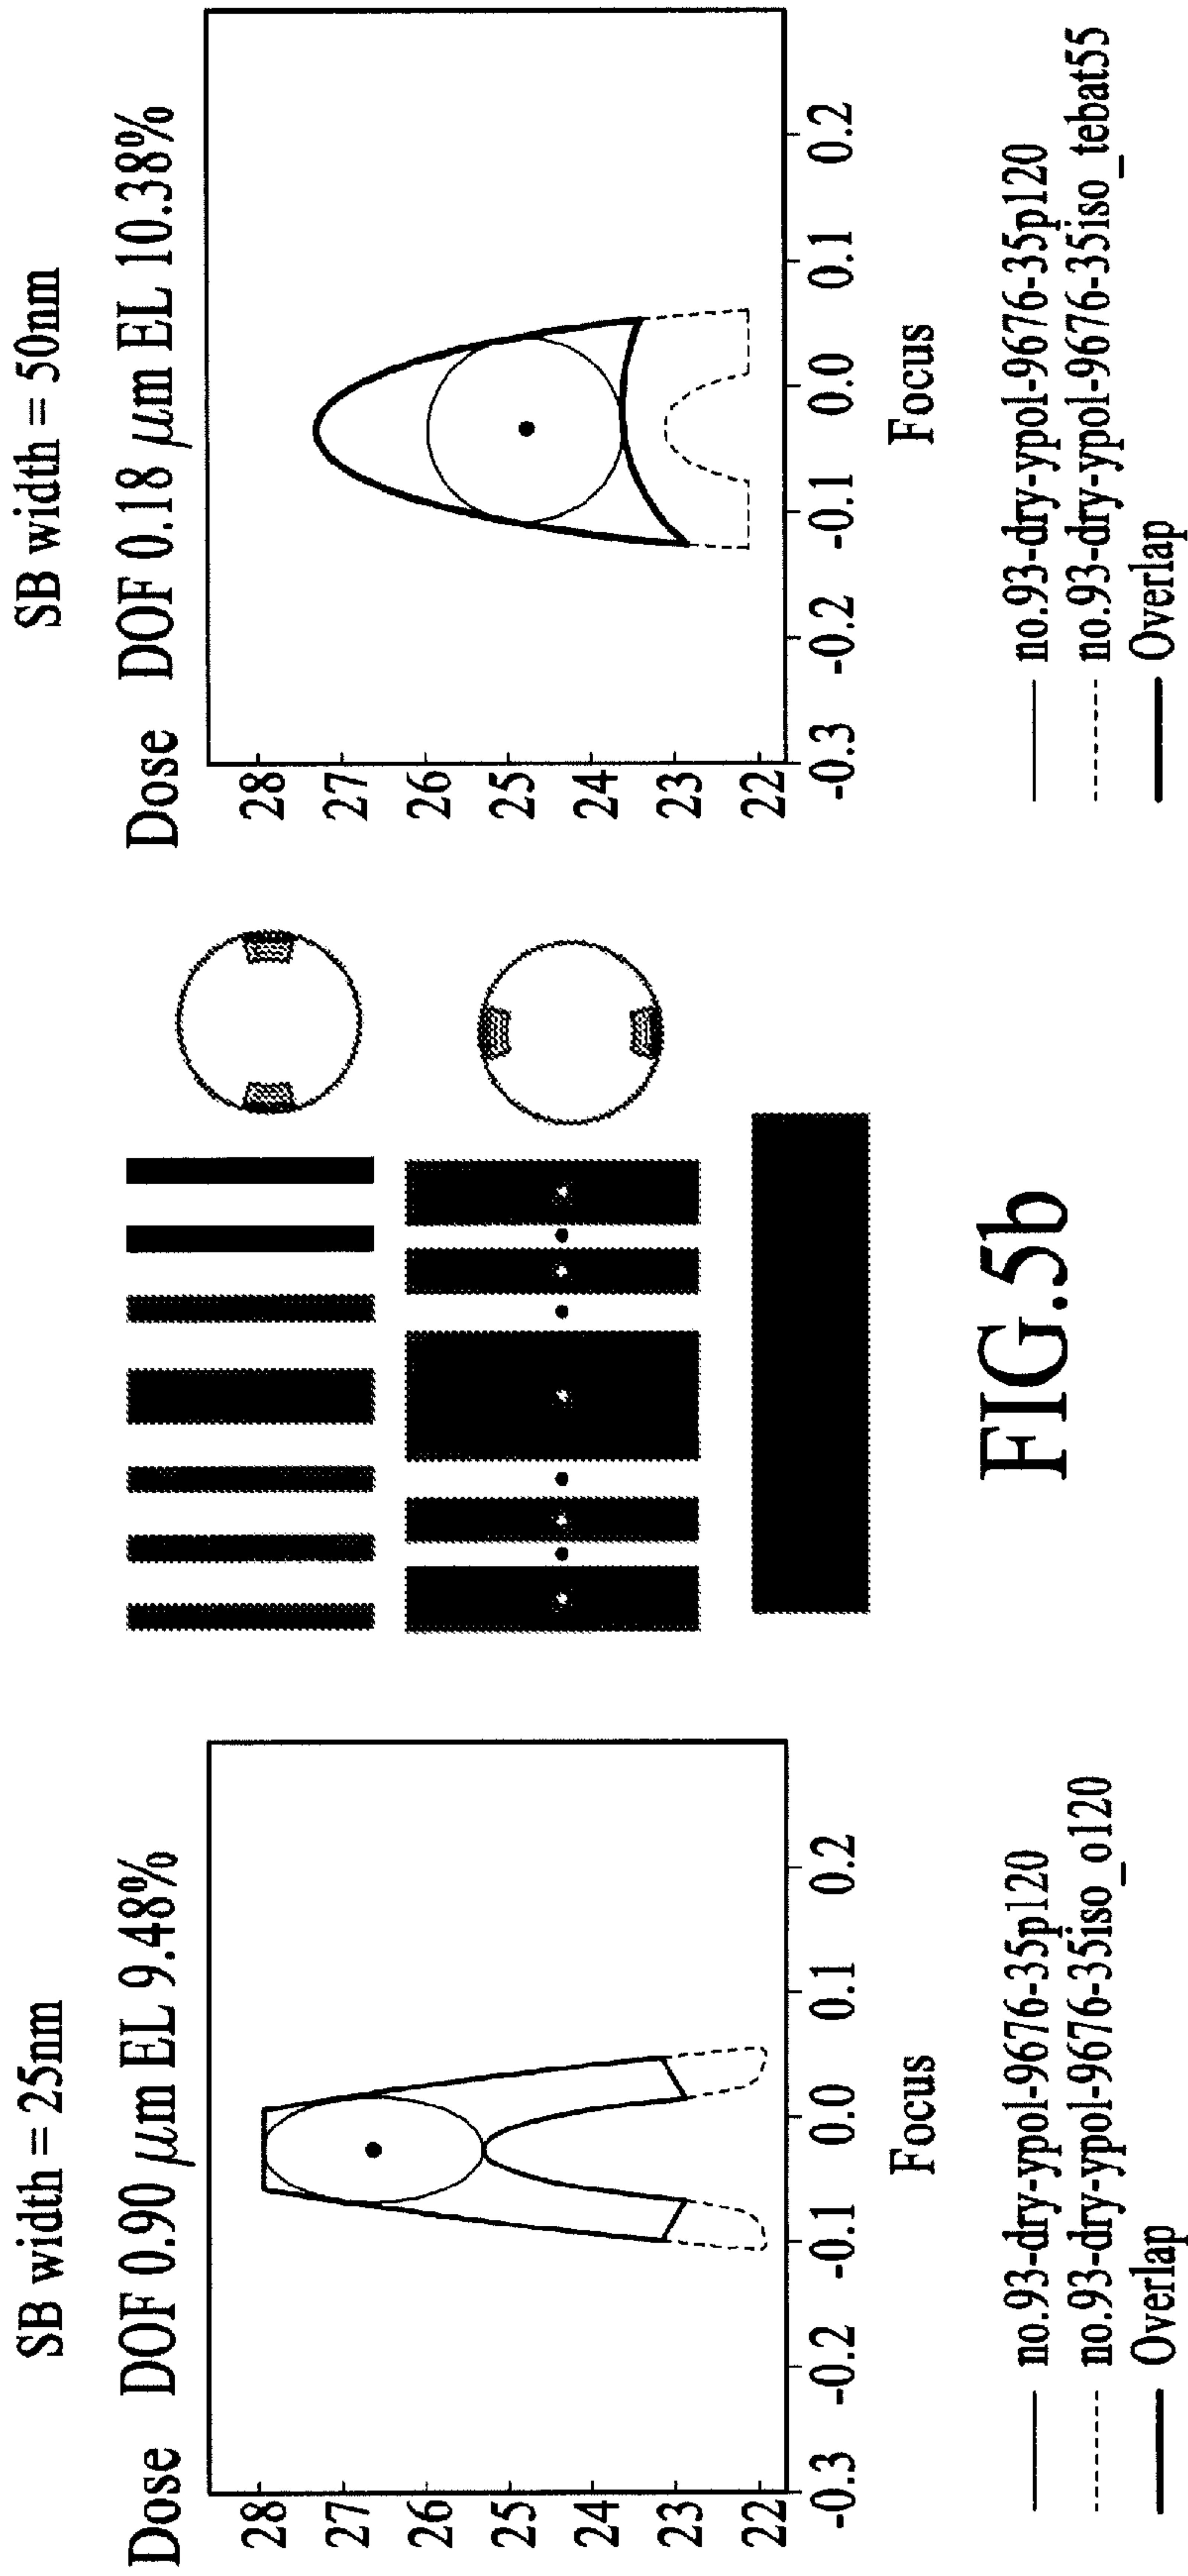 SB width = 25nm
Dose DOF 0.90 μm EL 9.48%
28
27
26
25
24
23
22
-0.3 -0.2 -0.1 0.0 0.1 0.2
Focus
no.93-dry-ypol-9676-35p120
no.93-dry-ypol-9676-35iso_o120
Overlap
FIG.5b
SB width = 50nm
Dose DOF 0.18 μm EL 10.38%
28
27
26
25
24
23
22
-0.3 -0.2 -0.1 0.0 0.1 0.2
Focus
no.93-dry-ypol-9676-35p120
no.93-dry-ypol-9676-35iso_tebat55
Overlap